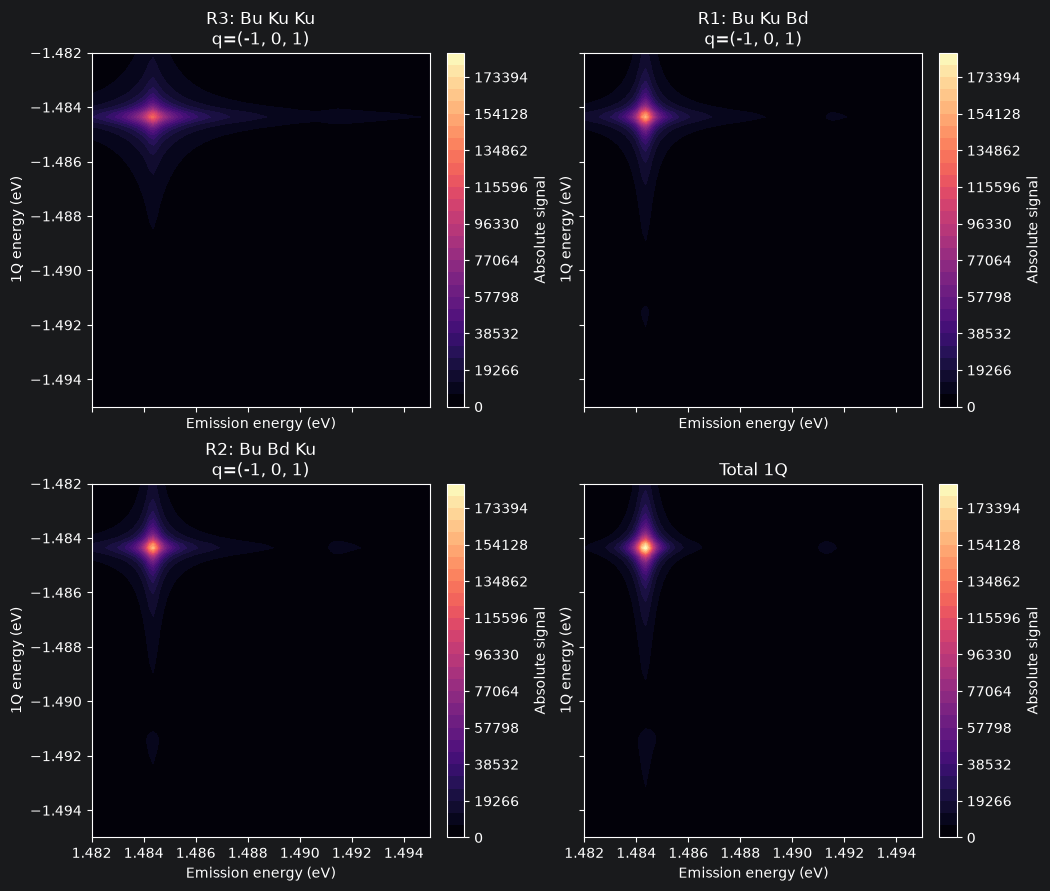 R3: Bu Ku Ku
q=(-1, 0, 1)
−1.482
−1.484
−1.486
−1.488
−1.490
−1.492
−1.494
1Q energy (eV)
Emission energy (eV)
173394
154128
134862
115596
96330
77064
57798
38532
19266
0
Absolute signal
R1: Bu Ku Bd
q=(-1, 0, 1)
1Q energy (eV)
Emission energy (eV)
173394
154128
134862
115596
96330
77064
57798
38532
19266
0
Absolute signal
R2: Bu Bd Ku
q=(-1, 0, 1)
−1.482
−1.484
−1.486
−1.488
−1.490
−1.492
−1.494
1Q energy (eV)
1.482 1.484 1.486 1.488 1.490 1.492 1.494
Emission energy (eV)
173394
154128
134862
115596
96330
77064
57798
38532
19266
0
Absolute signal
Total 1Q
1Q energy (eV)
1.482 1.484 1.486 1.488 1.490 1.492 1.494
Emission energy (eV)
173394
154128
134862
115596
96330
77064
57798
38532
19266
0
Absolute signal